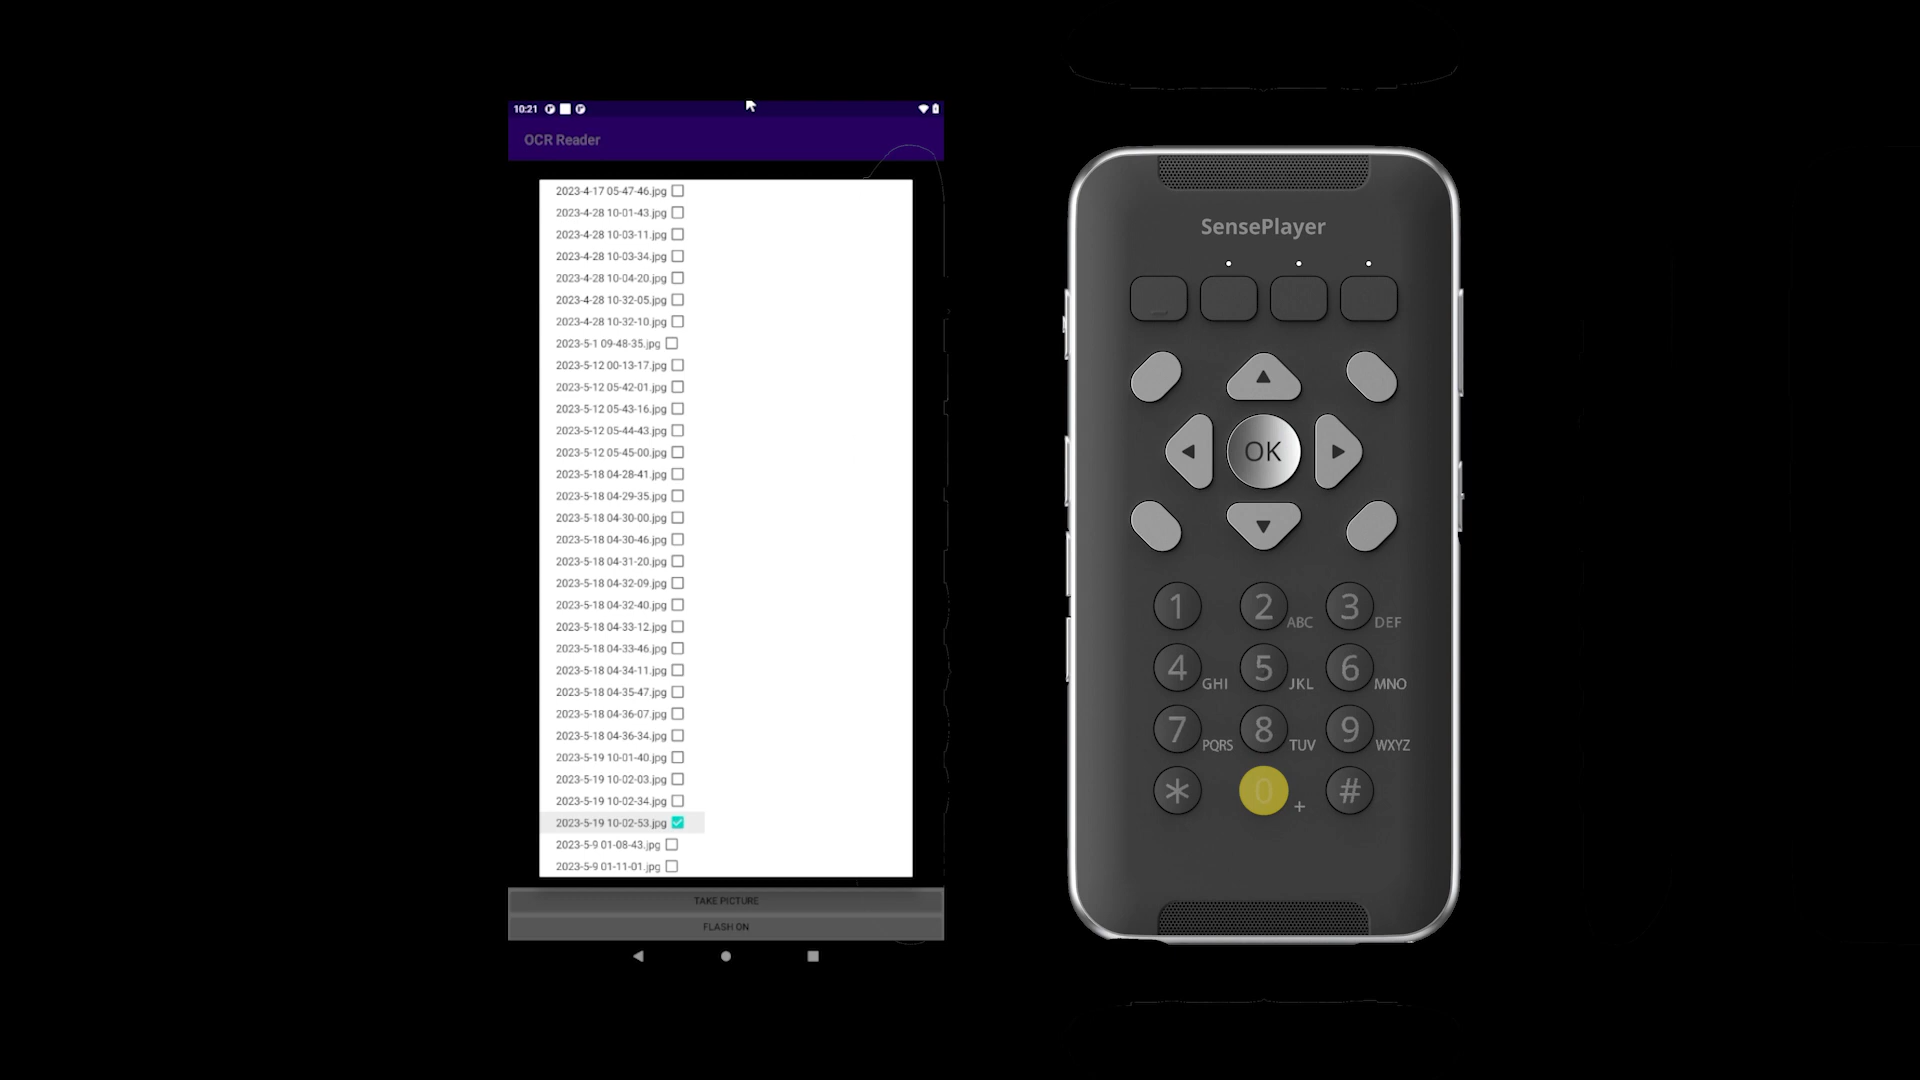 10:21
OCR Reader
2023-4-17 05-47-46.jpg
2023-4-28 10-01-43.jpg
2023-4-28 10-03-11.jpg
2023-4-28 10-03-34.jpg
2023-4-28 10-04-20.jpg
2023-4-28 10-32-05.jpg
2023-4-28 10-32-10.jpg
2023-5-1 09-48-35.jpg
2023-5-12 00-13-17.jpg
2023-5-12 05-42-01.jpg
2023-5-12 05-43-16.jpg
2023-5-12 05-44-43.jpg
2023-5-12 05-45-00.jpg
2023-5-18 04-28-41.jpg
2023-5-18 04-29-35.jpg
2023-5-18 04-30-00.jpg
2023-5-18 04-30-46.jpg
2023-5-18 04-31-20.jpg
2023-5-18 04-32-09.jpg
2023-5-18 04-32-40.jpg
2023-5-18 04-33-12.jpg
2023-5-18 04-33-46.jpg
2023-5-18 04-34-11.jpg
2023-5-18 04-35-47.jpg
2023-5-18 04-36-07.jpg
2023-5-18 04-36-34.jpg
2023-5-19 10-01-40.jpg
2023-5-19 10-02-03.jpg
2023-5-19 10-02-34.jpg
2023-5-19 10-02-53.jpg
2023-5-9 01-08-43.jpg
2023-5-9 01-11-01.jpg
TAKE PICTURE
FLASH ON
SensePlayer
OK
1 2 ABC 3 DEF
4 GHI 5 JKL 6 MNO
7 PQRS 8 TUV 9 WXYZ
* 0 + #